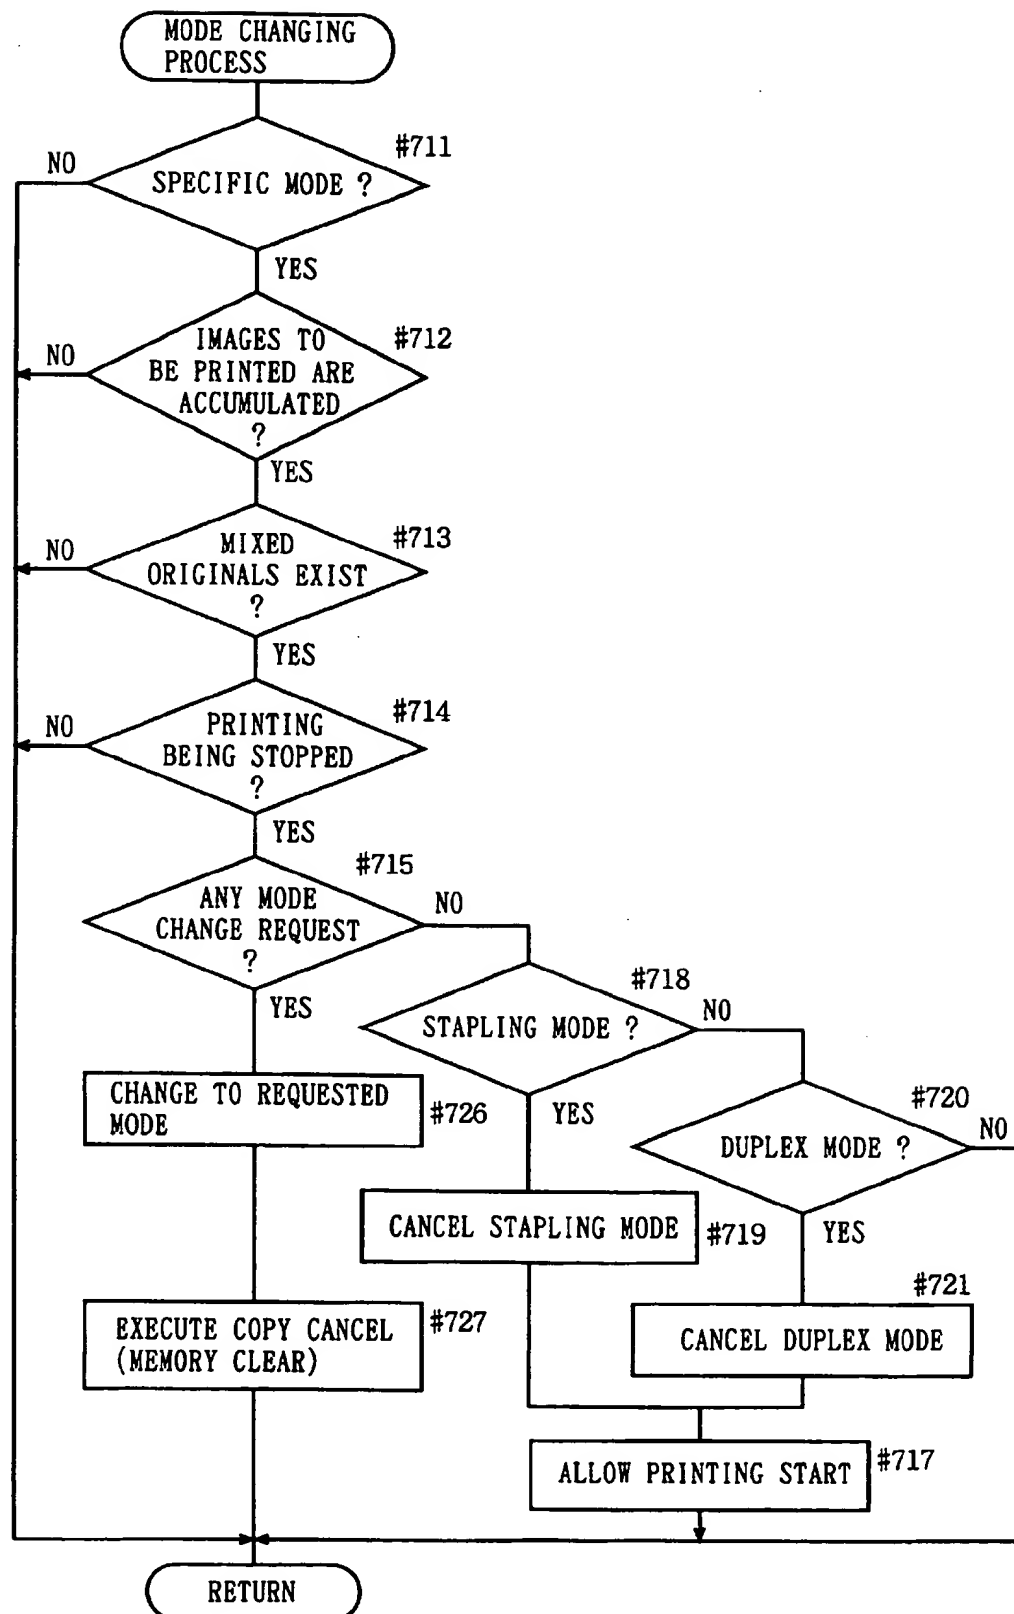 MODE CHANGING
PROCESS
#711
NO
SPECIFIC MODE ?
YES
#712
NO
IMAGES TO
BE PRINTED ARE
ACCUMULATED
?
YES
#713
NO
MIXED
ORIGINALS EXIST
?
YES
#714
NO
PRINTING
BEING STOPPED
?
YES
#715
ANY MODE
CHANGE REQUEST
?
NO
YES
#718
STAPLING MODE ?
NO
YES
CHANGE TO REQUESTED
MODE
#726
#720
DUPLEX MODE ?
NO
YES
CANCEL STAPLING MODE
#719
#721
CANCEL DUPLEX MODE
EXECUTE COPY CANCEL
(MEMORY CLEAR)
#727
ALLOW PRINTING START
#717
RETURN